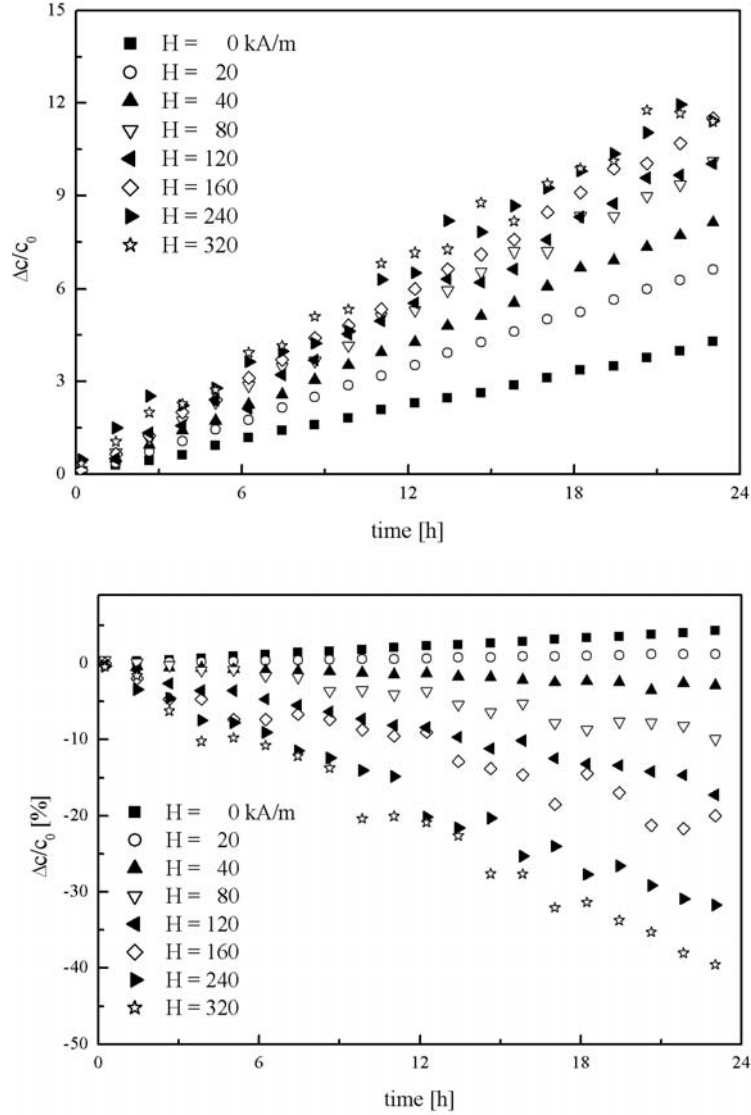 15
12
9
6
3
0
Δc/c₀
H = 0 kA/m
H = 20
H = 40
H = 80
H = 120
H = 160
H = 240
H = 320
0 6 12 18 24
time [h]
0
-10
-20
-30
-40
-50
Δc/c₀ [%]
H = 0 kA/m
H = 20
H = 40
H = 80
H = 120
H = 160
H = 240
H = 320
0 6 12 18 24
time [h]